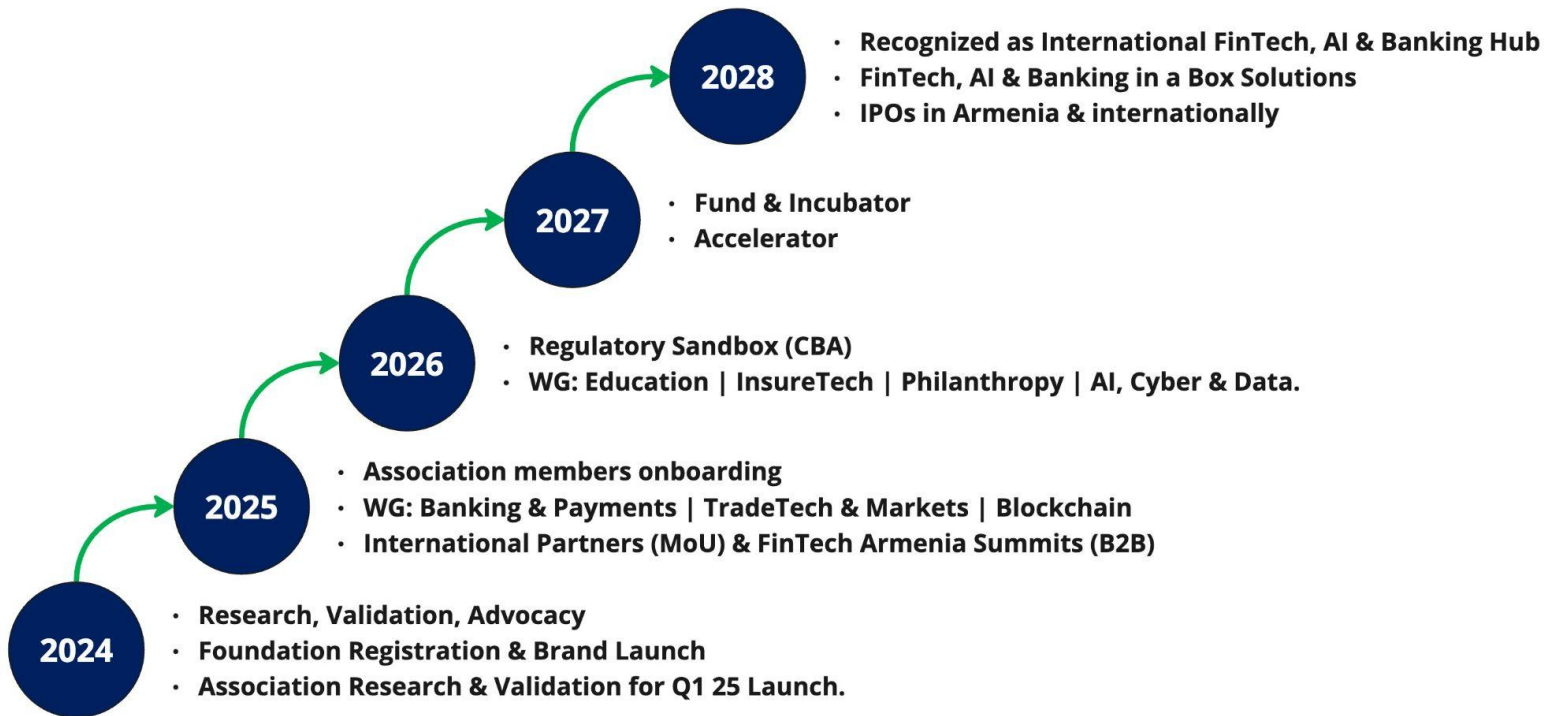 2028
· Recognized as International FinTech, AI & Banking Hub
· FinTech, AI & Banking in a Box Solutions
· IPOs in Armenia & internationally
2027
· Fund & Incubator
· Accelerator
2026
· Regulatory Sandbox (CBA)
· WG: Education | InsureTech | Philanthropy | AI, Cyber & Data.
2025
· Association members onboarding
· WG: Banking & Payments | TradeTech & Markets | Blockchain
· International Partners (MoU) & FinTech Armenia Summits (B2B)
2024
· Research, Validation, Advocacy
· Foundation Registration & Brand Launch
· Association Research & Validation for Q1 25 Launch.